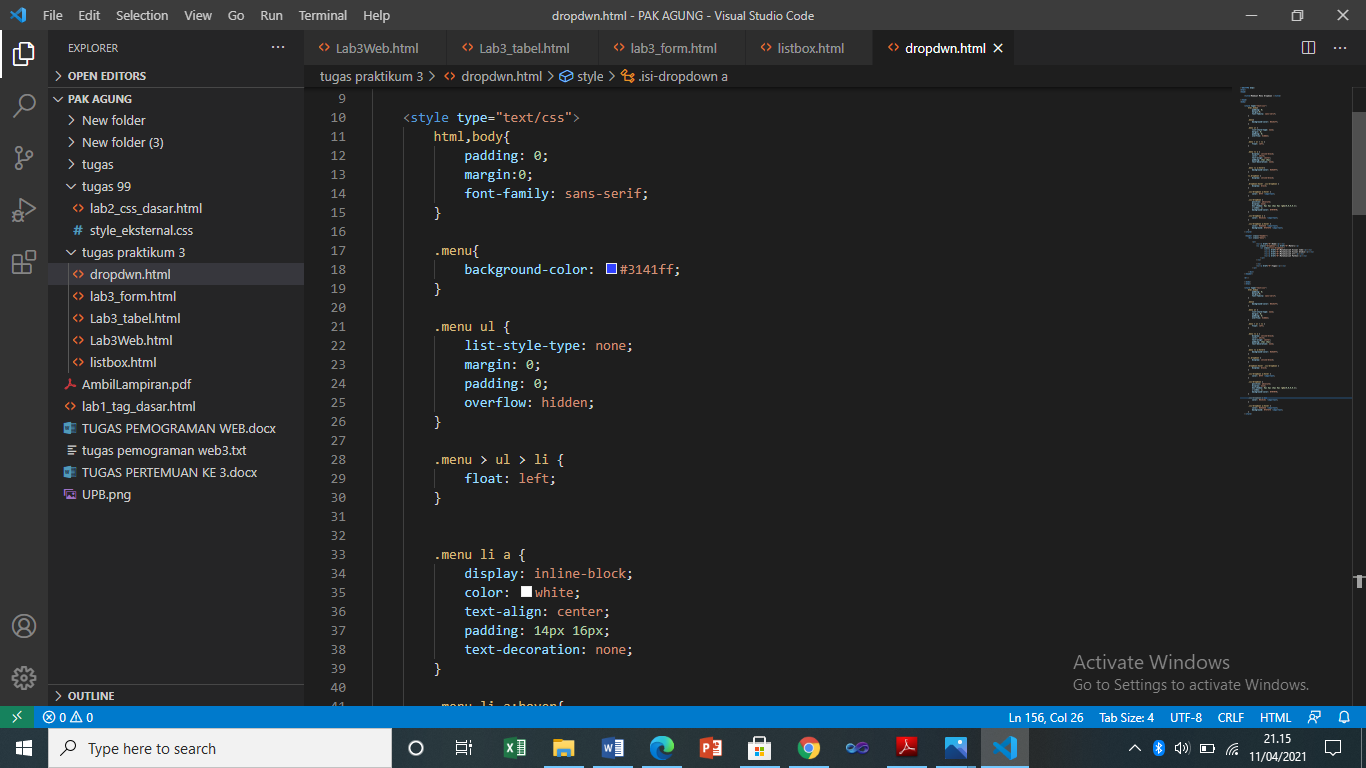 File Edit Selection View Go Run Terminal Help
dropdwn.html - PAK AGUNG - Visual Studio Code
EXPLORER
OPEN EDITORS
PAK AGUNG
New folder
New folder (3)
tugas
tugas 99
lab2_css_dasar.html
# style_eksternal.css
tugas praktikum 3
dropdwn.html
lab3_form.html
Lab3_tabel.html
Lab3Web.html
listbox.html
AmbilLampiran.pdf
lab1_tag_dasar.html
TUGAS PEMOGRAMAN WEB.docx
tugas pemograman web3.txt
TUGAS PERTEMUAN KE 3.docx
UPB.png
OUTLINE
Lab3Web.html Lab3_tabel.html lab3_form.html listbox.html dropdwn.html
tugas praktikum 3 > dropdwn.html > style > .isi-dropdown a
9
10 <style type="text/css">
11 html,body{
12 padding: 0;
13 margin:0;
14 font-family: sans-serif;
15 }
16
17 .menu{
18 background-color: #3141ff;
19 }
20
21 .menu ul {
22 list-style-type: none;
23 margin: 0;
24 padding: 0;
25 overflow: hidden;
26 }
27
28 .menu > ul > li {
29 float: left;
30 }
31
32
33 .menu li a {
34 display: inline-block;
35 color: white;
36 text-align: center;
37 padding: 14px 16px;
38 text-decoration: none;
39 }
40
41 .menu li a:hover{
Activate Windows
Go to Settings to activate Windows.
0 0
Ln 156, Col 26 Tab Size: 4 UTF-8 CRLF HTML
Type here to search
21.15
11/04/2021